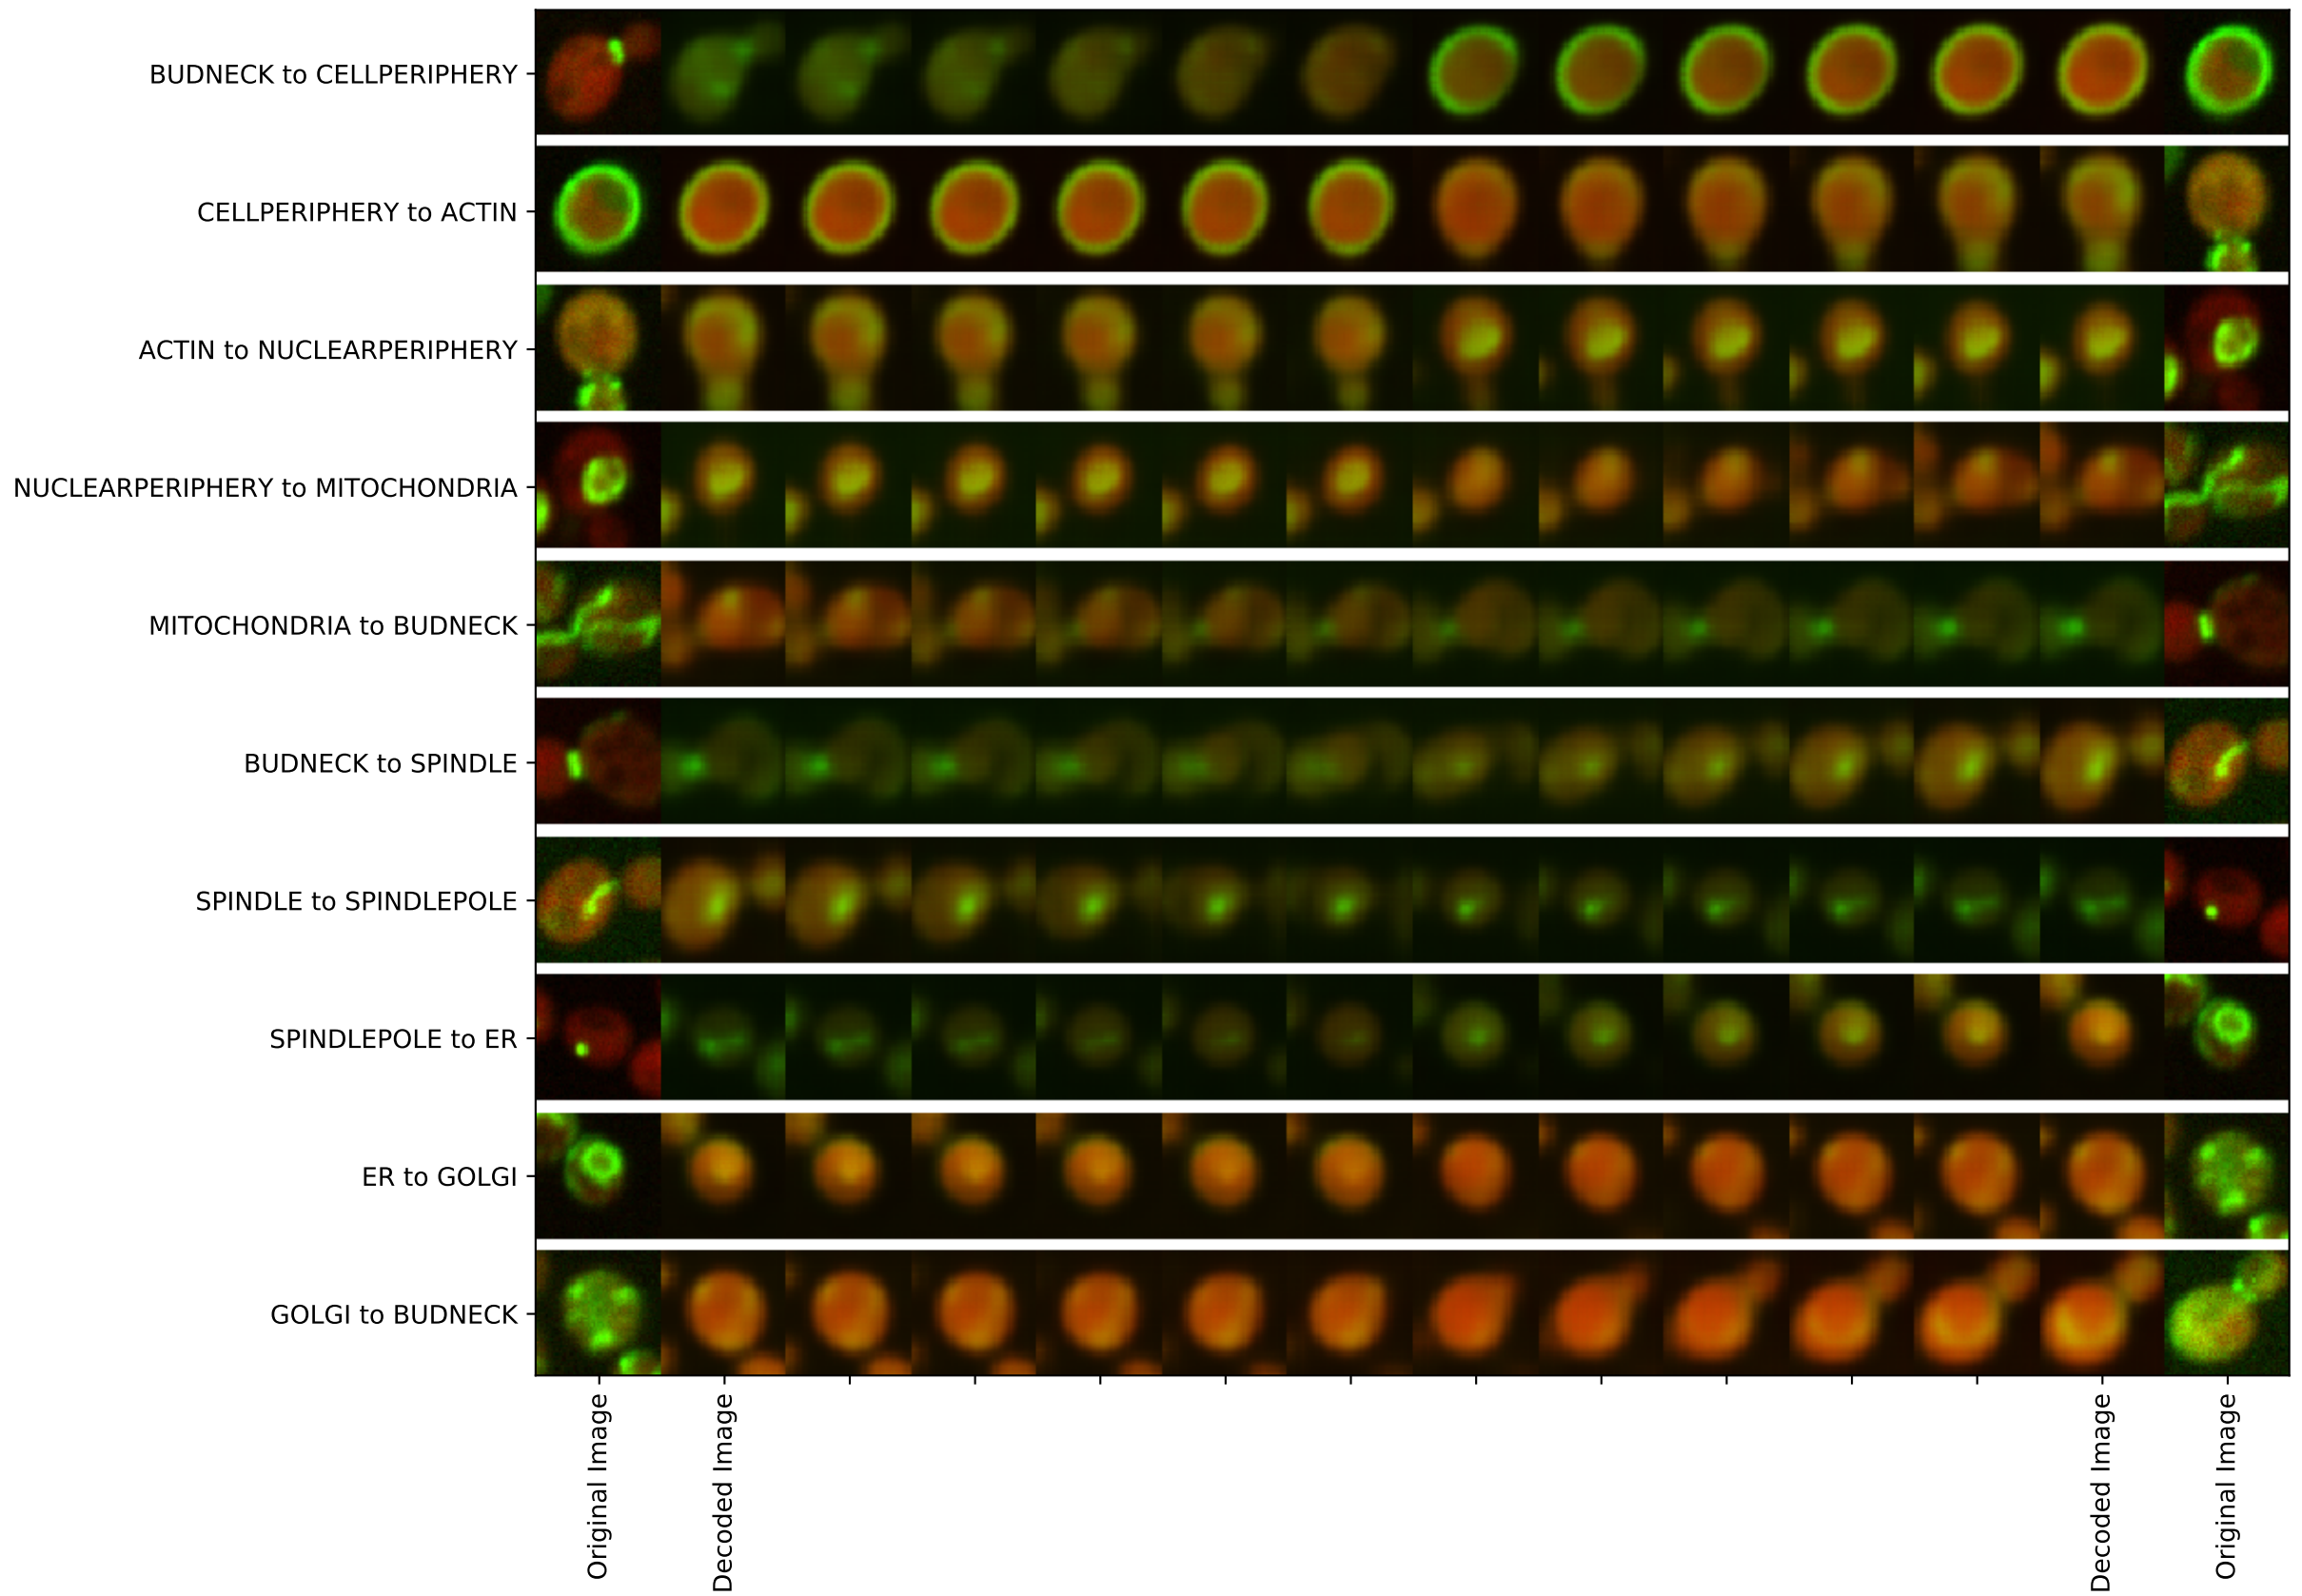 BUDNECK to CELLPERIPHERY
CELLPERIPHERY to ACTIN
ACTIN to NUCLEARPERIPHERY
NUCLEARPERIPHERY to MITOCHONDRIA
MITOCHONDRIA to BUDNECK
BUDNECK to SPINDLE
SPINDLE to SPINDLEPOLE
SPINDLEPOLE to ER
ER to GOLGI
GOLGI to BUDNECK
Original Image
Decoded Image
Decoded Image
Original Image